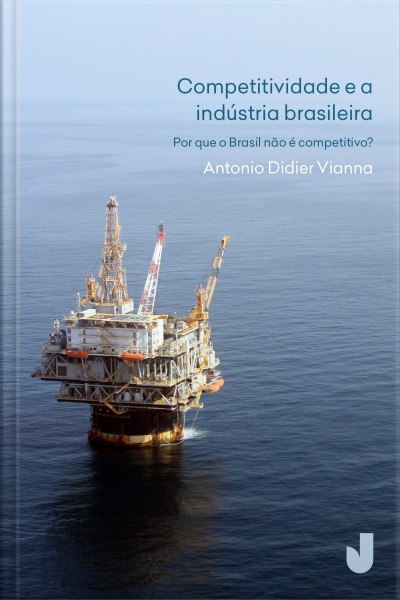 Competitividade e a
indústria brasileira
Por que o Brasil não é competitivo?
Antonio Didier Vianna
J